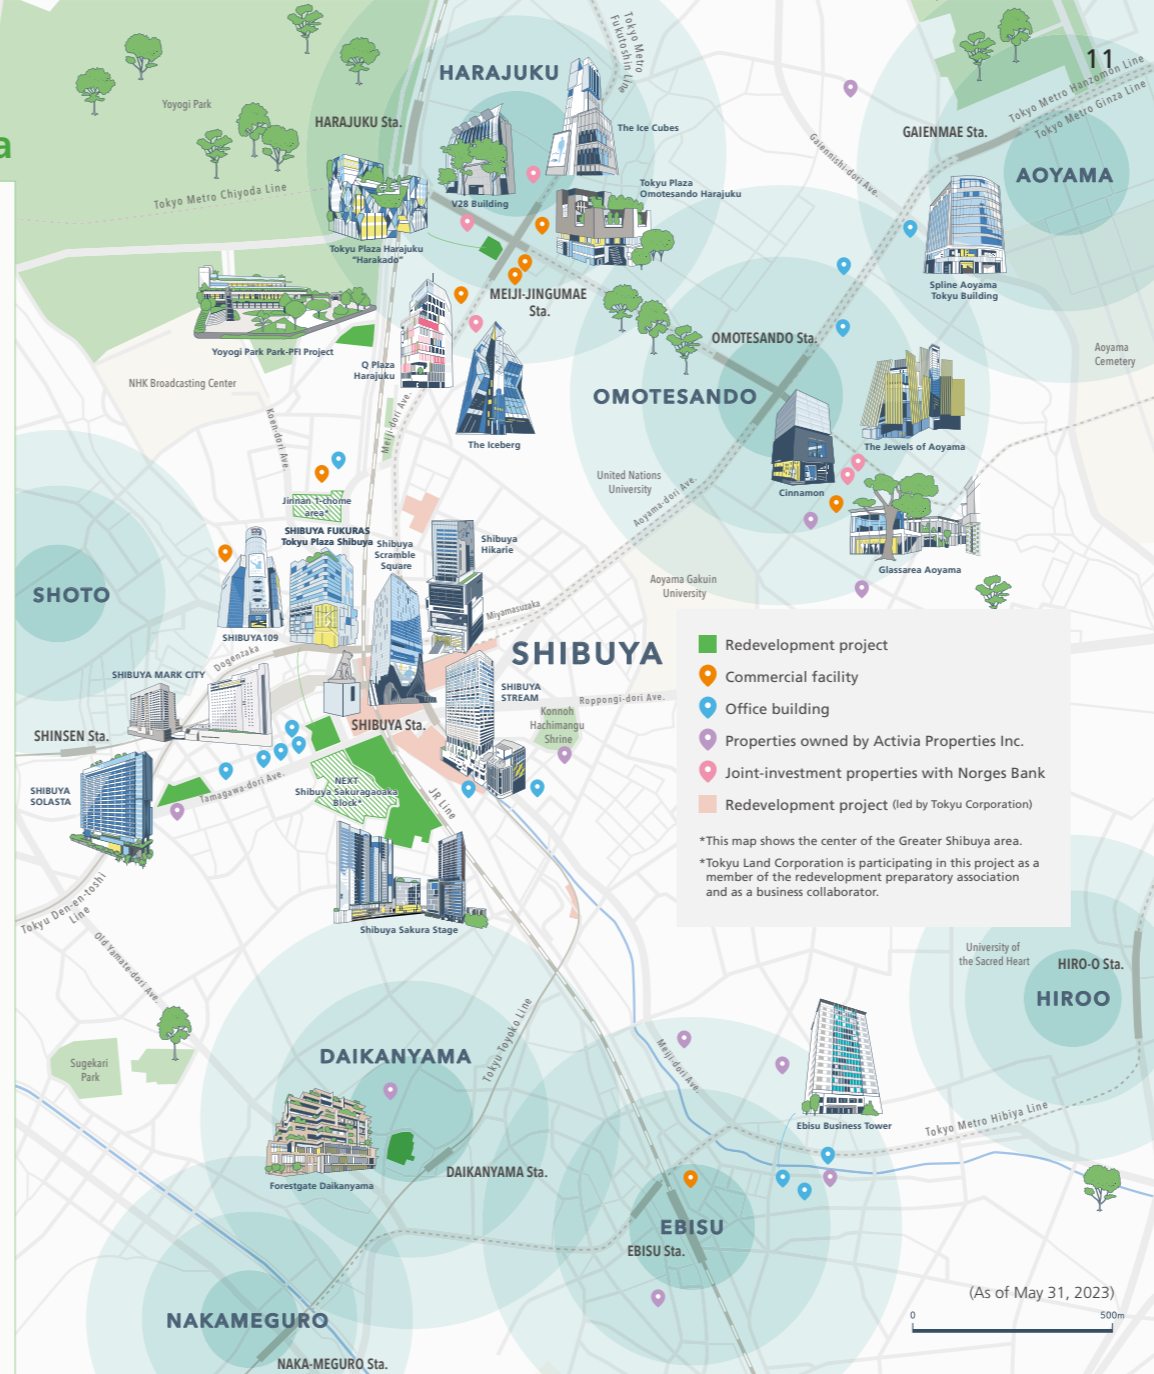 11
a
HARAJUKU
Tokyo Metro
Fukutoshin Line
Tokyo Metro Hanzomon Line
Tokyo Metro Ginza Line
Yoyogi Park
HARAJUKU Sta.
The Ice Cubes
GAIENMAE Sta.
Gaiennishi-dori Ave.
AOYAMA
Tokyo Metro Chiyoda Line
V28 Building
Tokyu Plaza
Omotesando Harajuku
Tokyu Plaza Harajuku
"Harakado"
Spline Aoyama
Tokyu Building
MEIJI-JINGUMAE
Sta.
Yoyogi Park Park-PFI Project
Q Plaza
Harajuku
OMOTESANDO Sta.
Aoyama
Cemetery
NHK Broadcasting Center
OMOTESANDO
Koen-dori Ave.
Meiji-dori Ave.
The Iceberg
The Jewels of Aoyama
United Nations
University
Cinnamon
Aoyama-dori Ave.
Jinnan 1-chome
area*
SHIBUYA FUKURAS
Tokyu Plaza Shibuya
Shibuya
Scramble
Square
Shibuya
Hikarie
Glassarea Aoyama
Aoyama Gakuin
University
SHOTO
Miyamasuzaka
SHIBUYA109
Dogenzaka
SHIBUYA
SHIBUYA MARK CITY
SHIBUYA
STREAM
Roppongi-dori Ave.
Konnoh
Hachimangu
Shrine
SHINSEN Sta.
SHIBUYA Sta.
SHIBUYA
SOLASTA
Tamagawa-dori Ave.
NEXT
Shibuya Sakuragaoka
Block*
JR Line
Redevelopment project
Commercial facility
Office building
Properties owned by Activia Properties Inc.
Joint-investment properties with Norges Bank
Redevelopment project (led by Tokyu Corporation)
*This map shows the center of the Greater Shibuya area.
*Tokyu Land Corporation is participating in this project as a
member of the redevelopment preparatory association
and as a business collaborator.
Tokyu Den-en-toshi
Line
Shibuya Sakura Stage
Old Yamate-dori Ave.
University of
the Sacred Heart
HIRO-O Sta.
HIROO
Sugekari
Park
DAIKANYAMA
Tokyu Toyoko Line
Meiji-dori Ave.
Ebisu Business Tower
Tokyo Metro Hibiya Line
Forestgate Daikanyama
DAIKANYAMA Sta.
EBISU
EBISU Sta.
NAKAMEGURO
NAKA-MEGURO Sta.
(As of May 31, 2023)
0
500m